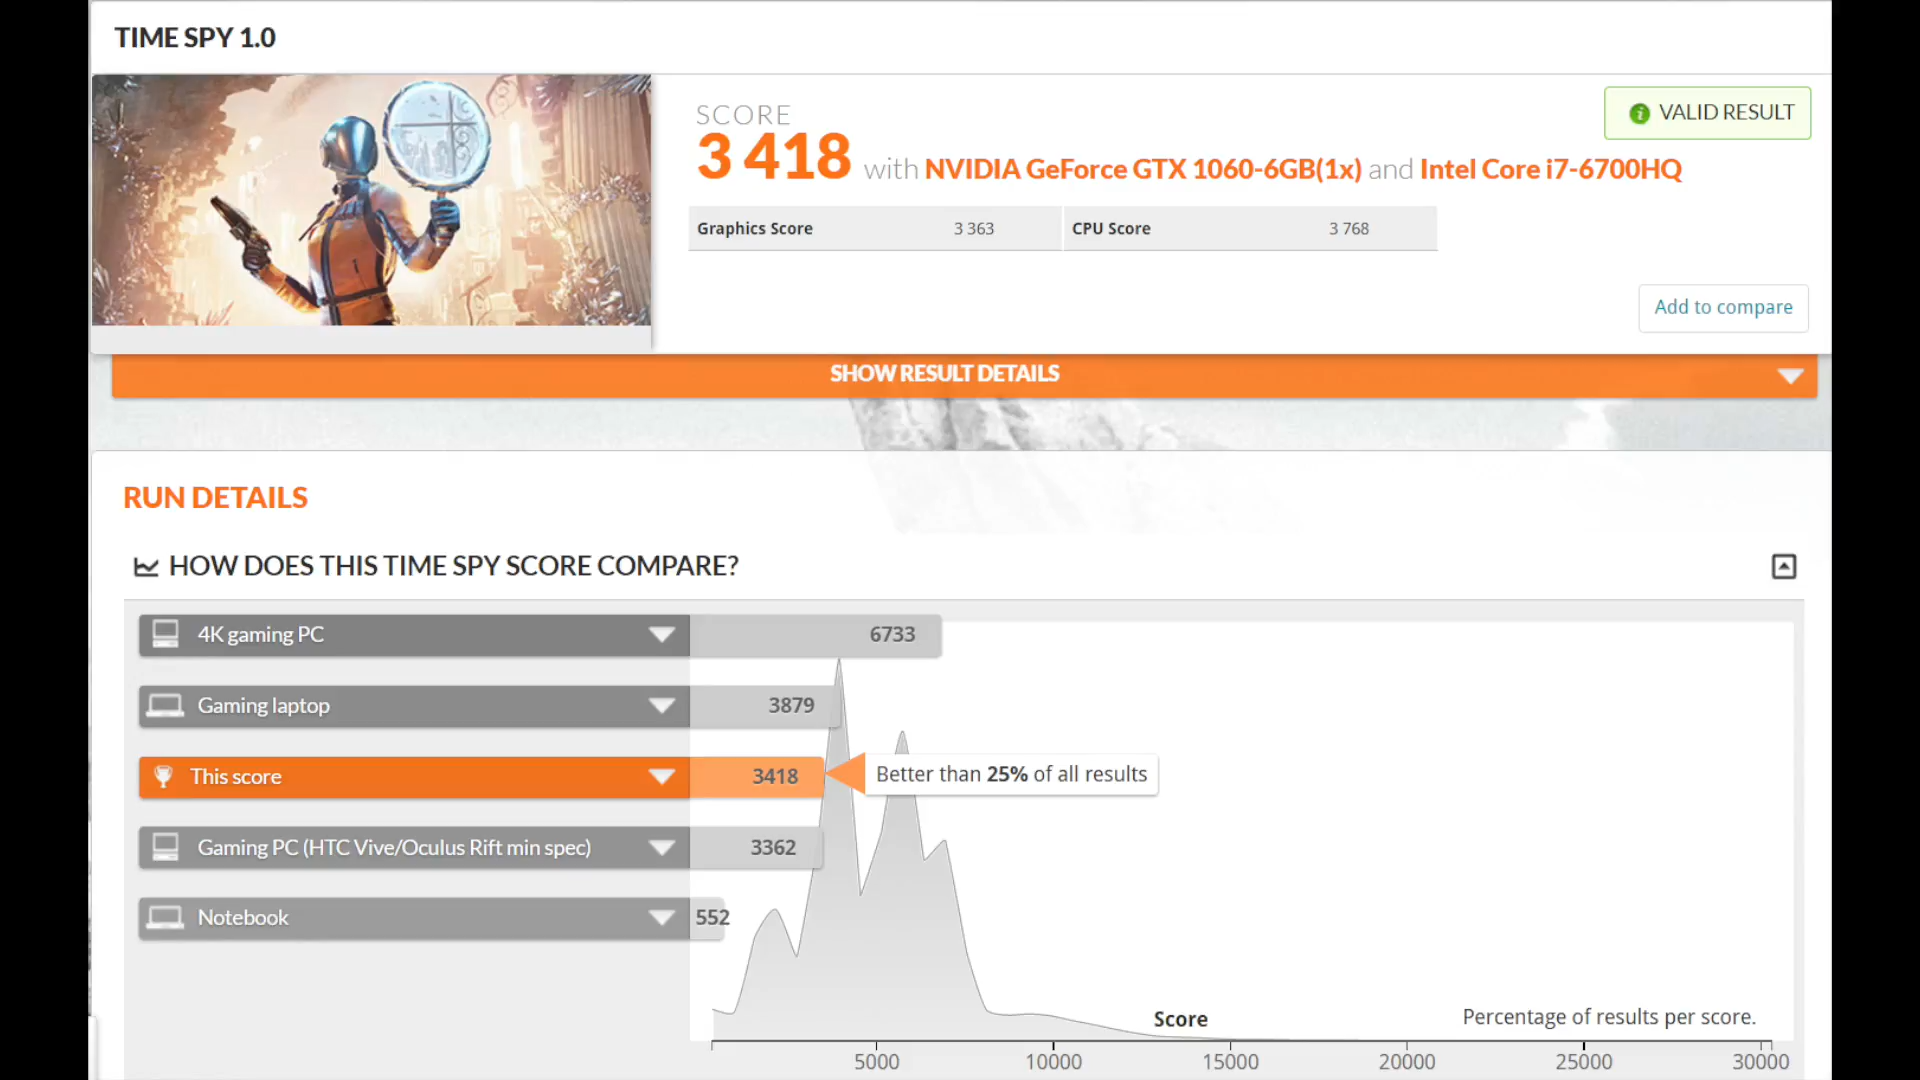 TIME SPY 1.0
SCORE
3 418 with NVIDIA GeForce GTX 1060-6GB(1x) and Intel Core i7-6700HQ
VALID RESULT
Graphics Score 3 363 CPU Score 3 768
Add to compare
SHOW RESULT DETAILS
RUN DETAILS
HOW DOES THIS TIME SPY SCORE COMPARE?
4K gaming PC 6733
Gaming laptop 3879
This score 3418 Better than 25% of all results
Gaming PC (HTC Vive/Oculus Rift min spec) 3362
Notebook 552
Score Percentage of results per score.
5000 10000 15000 20000 25000 30000